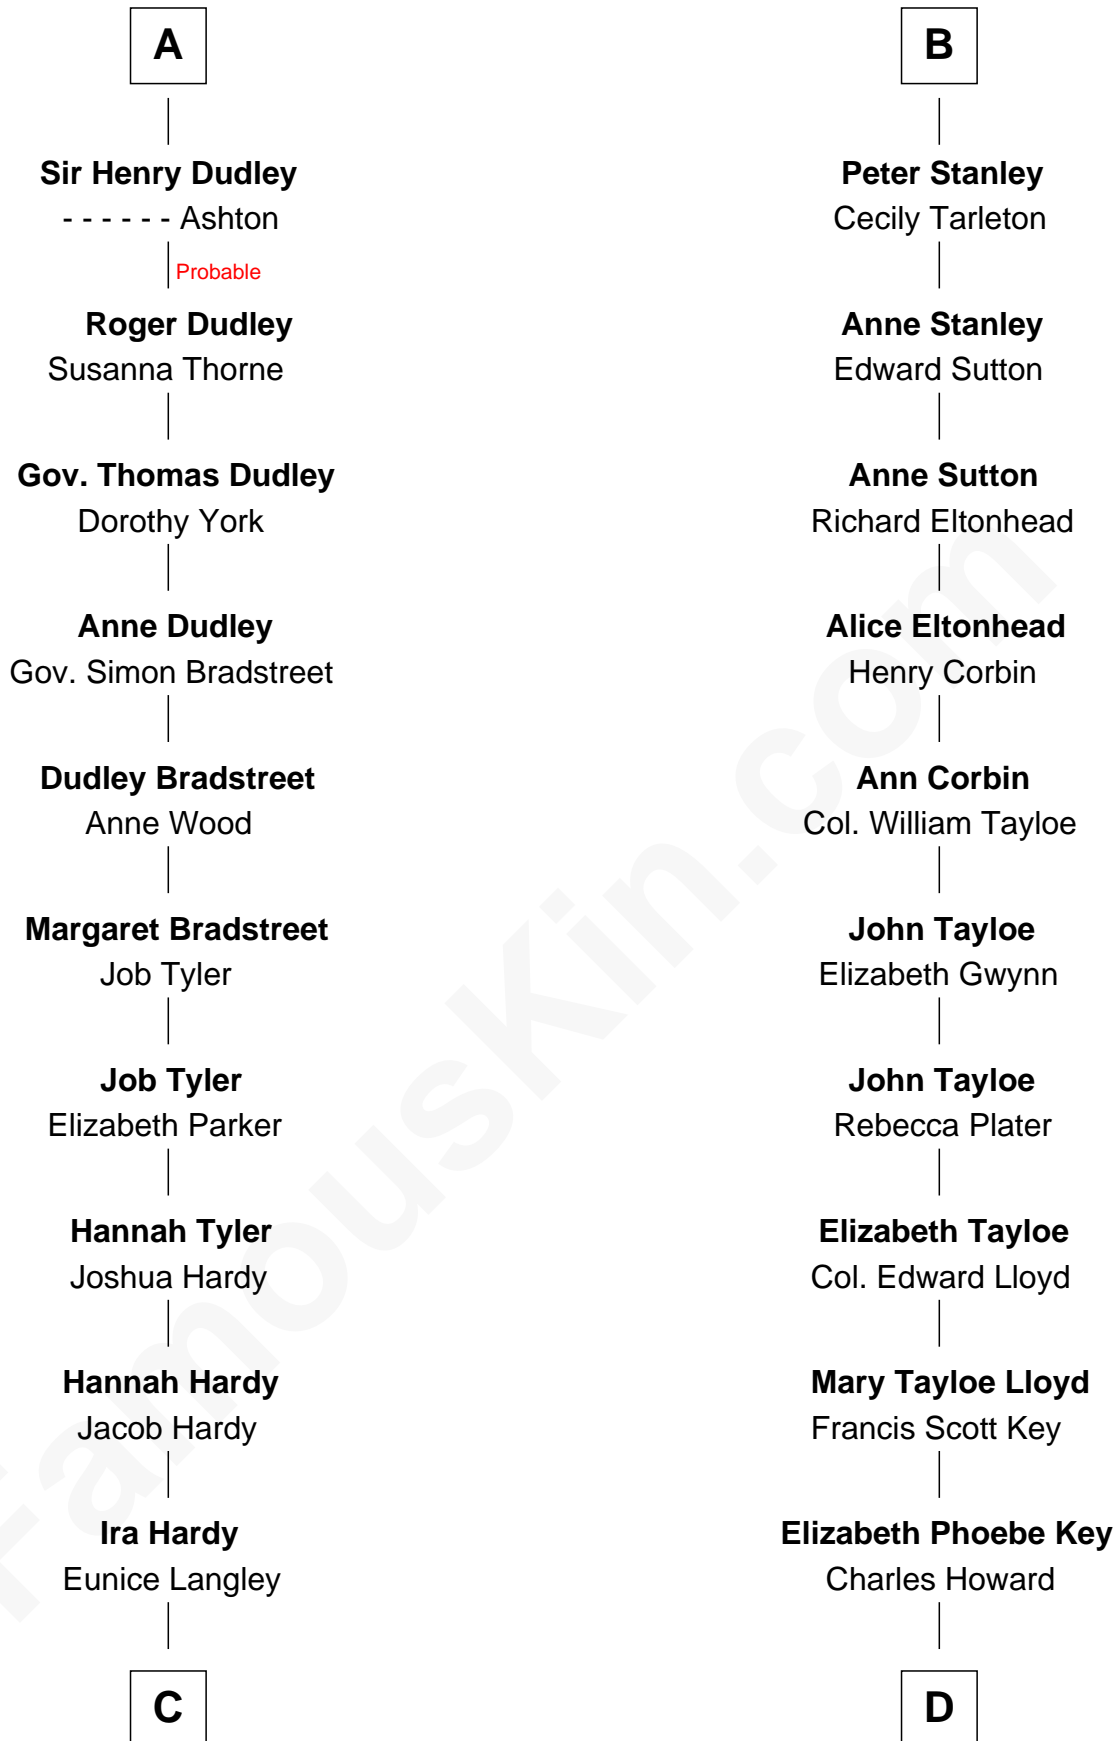 A
Sir Henry Dudley
- - - - - - Ashton
Probable
Roger Dudley
Susanna Thorne
Gov. Thomas Dudley
Dorothy York
Anne Dudley
Gov. Simon Bradstreet
Dudley Bradstreet
Anne Wood
Margaret Bradstreet
Job Tyler
Job Tyler
Elizabeth Parker
Hannah Tyler
Joshua Hardy
Hannah Hardy
Jacob Hardy
Ira Hardy
Eunice Langley
C
B
Peter Stanley
Cecily Tarleton
Anne Stanley
Edward Sutton
Anne Sutton
Richard Eltonhead
Alice Eltonhead
Henry Corbin
Ann Corbin
Col. William Tayloe
John Tayloe
Elizabeth Gwynn
John Tayloe
Rebecca Plater
Elizabeth Tayloe
Col. Edward Lloyd
Mary Tayloe Lloyd
Francis Scott Key
Elizabeth Phoebe Key
Charles Howard
D
FamousKin.com